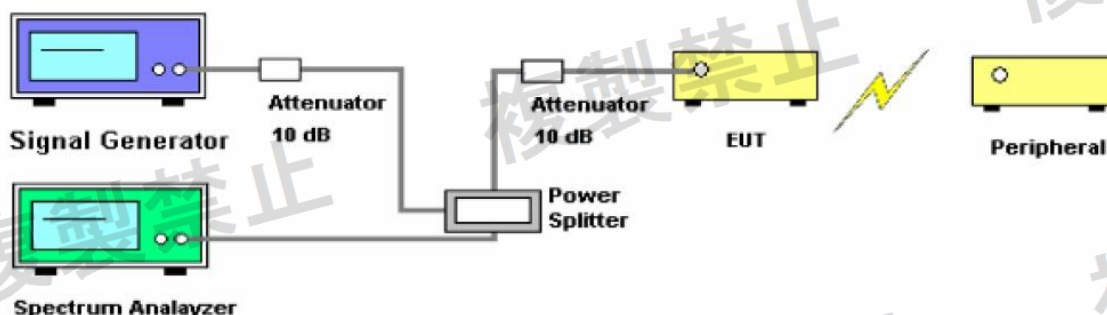 Signal Generator
Attenuator
10 dB
Attenuator
10 dB
EUT
Peripheral
Power
Splitter
Spectrum Analayzer
複製禁止
複製禁止